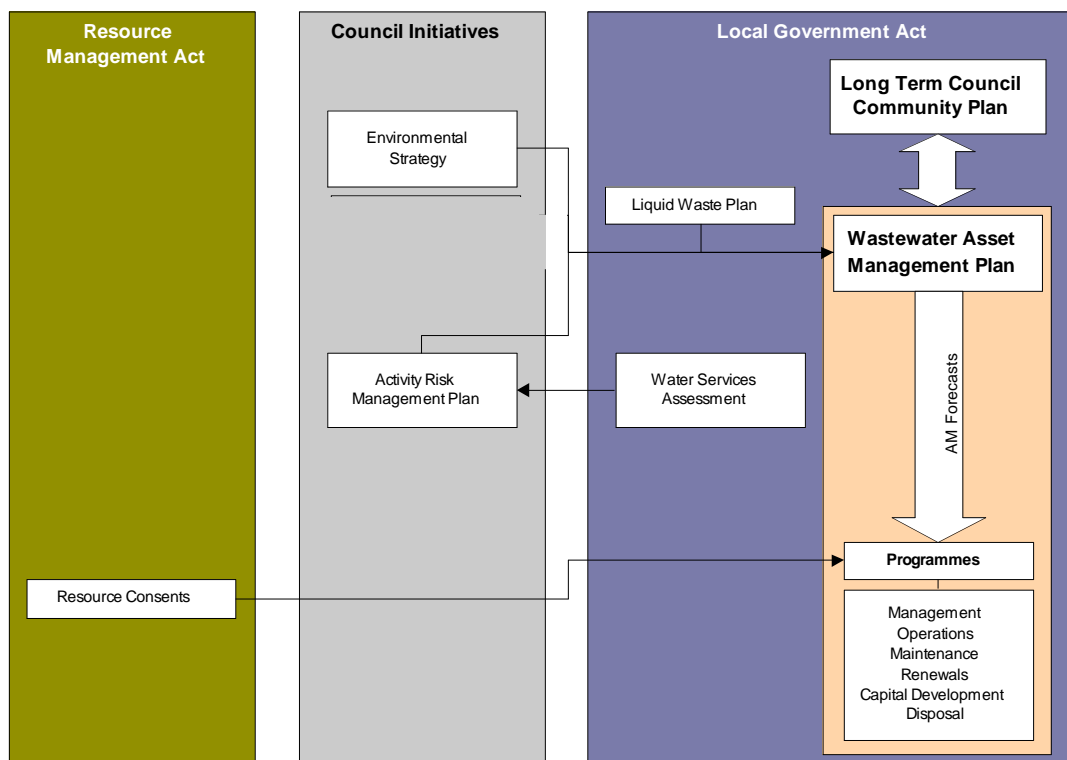 Resource
Management Act
Council Initiatives
Local Government Act
Long Term Council
Community Plan
Environmental
Strategy
Liquid Waste Plan
Wastewater Asset
Management Plan
Activity Risk
Management Plan
Water Services
Assessment
AM Forecasts
Programmes
Resource Consents
Management
Operations
Maintenance
Renewals
Capital Development
Disposal